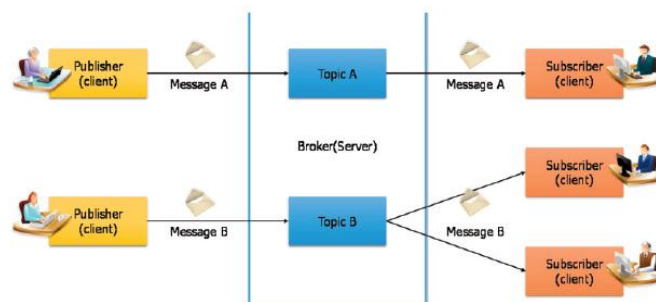 Publisher
(client)
Message A
Topic A
Message A
Subscriber
(client)
Broker(Server)
Subscriber
(client)
Publisher
(client)
Message B
Topic B
Message B
Subscriber
(client)